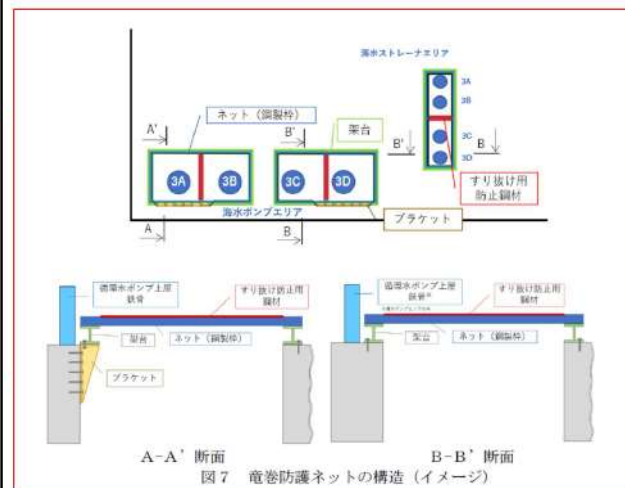 海水ストレーナエリア
3A
3B
3C
3D
ネット（鋼製枠）
架台
A'
B'
B'
B
3A
3B
3C
3D
すり抜け用
防止鋼材
海水ポンプエリア
ブラケット
A
B
循環水ポンプ上屋
鉄骨
すり抜け防止用
鋼材
架台
ネット（鋼製枠）
ブラケット
循環水ポンプ上屋
鉄骨※
すり抜け防止用
鋼材
架台
ネット（鋼製枠）
A-A’断面
B-B’断面
図7　竜巻防護ネットの構造（イメージ）